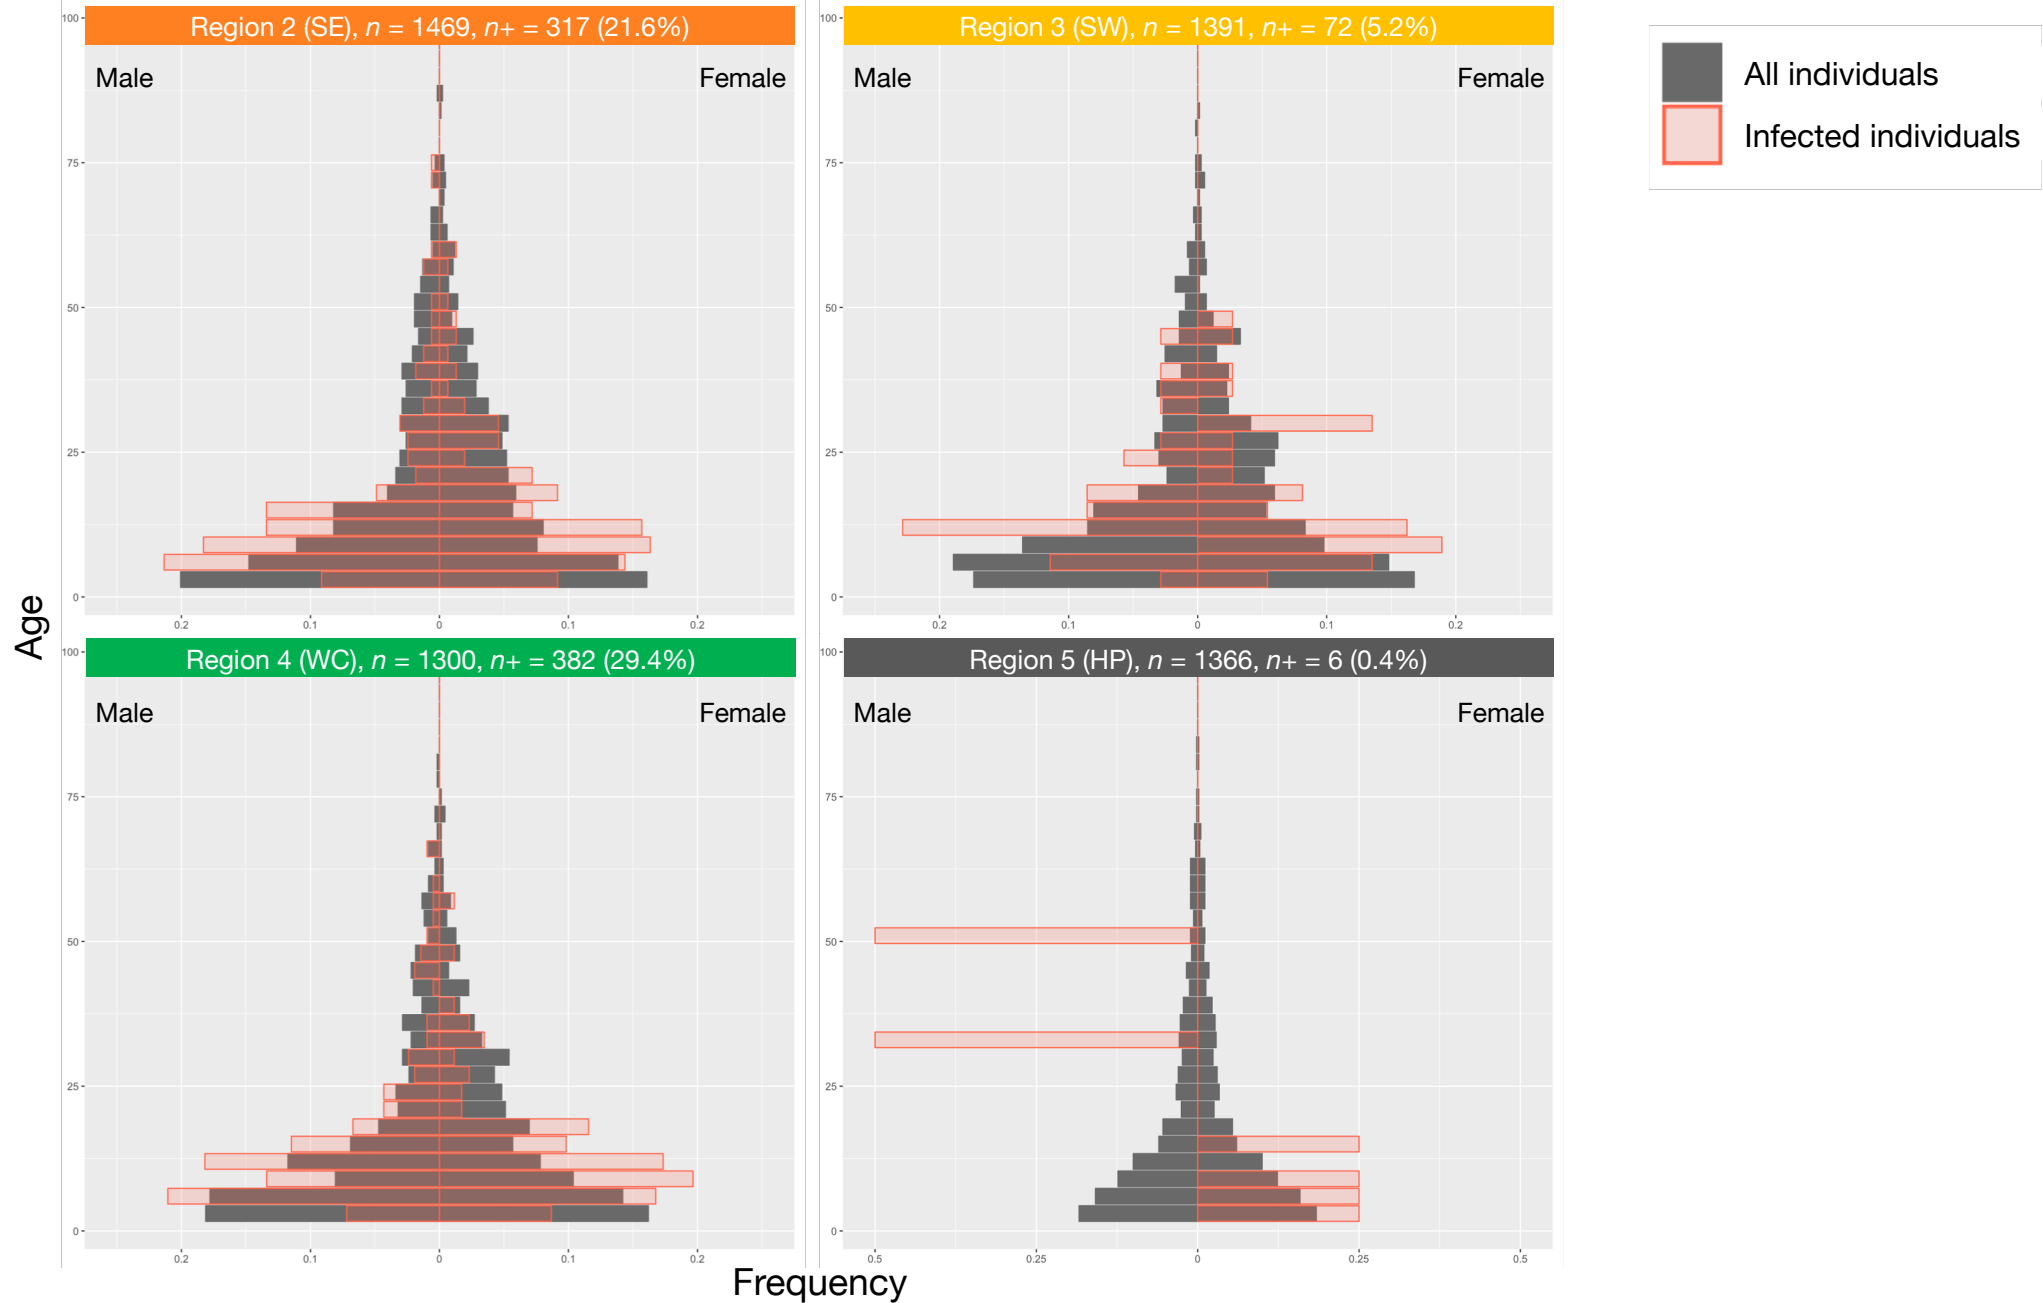 Region 2 (SE), n = 1469, n+ = 317 (21.6%)
Male
Female
100
75
50
25
0
0.2
0.1
0
0.1
0.2
Region 3 (SW), n = 1391, n+ = 72 (5.2%)
Male
Female
100
75
50
25
0
0.2
0.1
0
0.1
0.2
All individuals
Infected individuals
Age
Region 4 (WC), n = 1300, n+ = 382 (29.4%)
Male
Female
100
75
50
25
0
0.2
0.1
0
0.1
0.2
Region 5 (HP), n = 1366, n+ = 6 (0.4%)
Male
Female
100
75
50
25
0
0.5
0.25
0
0.25
0.5
Frequency